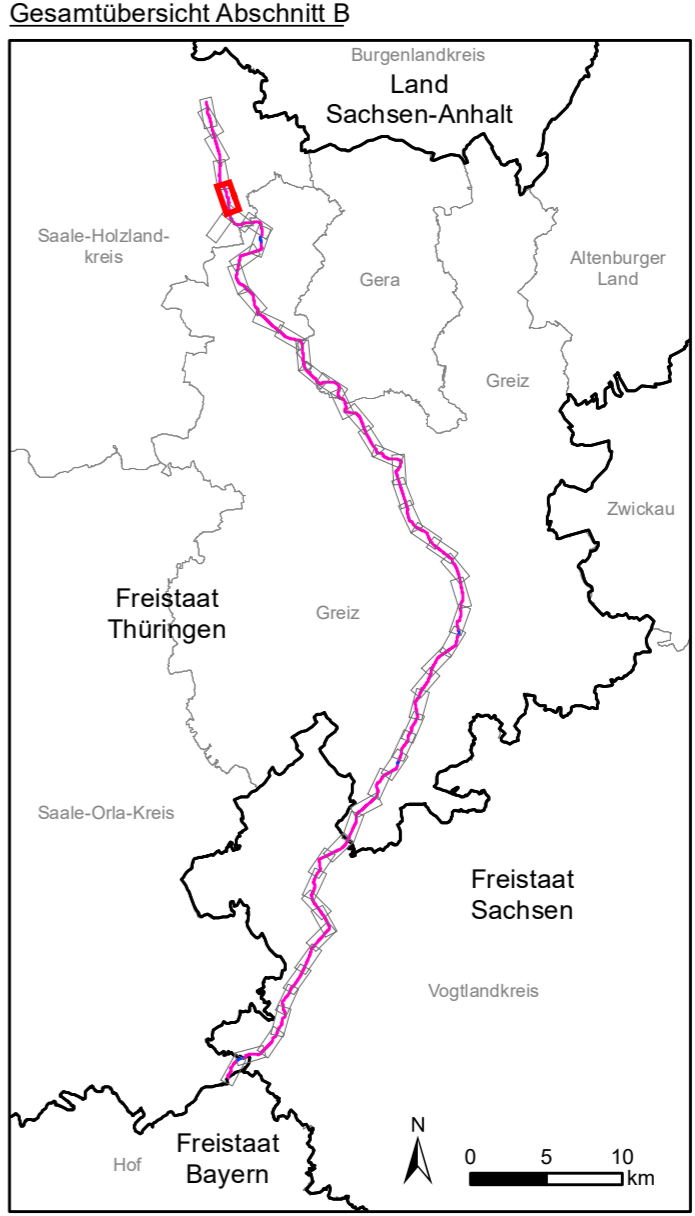 Gesamtübersicht Abschnitt B
Burgenlandkreis
Land
Sachsen-Anhalt
Saale-Holzland-
kreis
Altenburger
Land
Gera
Greiz
Zwickau
Freistaat
Thüringen
Greiz
Saale-Orla-Kreis
Freistaat
Sachsen
Vogtlandkreis
Freistaat
Bayern
Hof
N
0 5 10
km